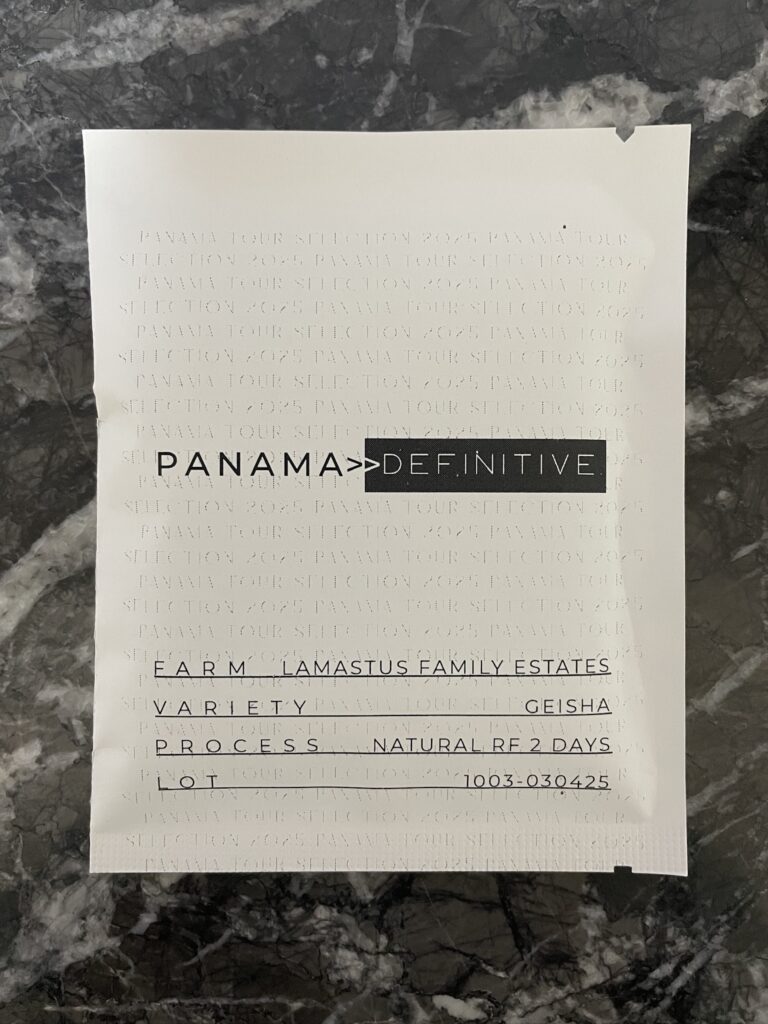 PANAMA TOUR SELECTION 2025 PANAMA TOUR
SELECTION 2025 PANAMA TOUR SELECTION 2025
PANAMA TOUR SELECTION 2025 PANAMA TOUR
SELECTION 2025 PANAMA TOUR SELECTION 2025
PANAMA TOUR SELECTION 2025 PANAMA TOUR
SELECTION 2025 PANAMA TOUR SELECTION 2025
PANAMA TOUR SELECTION 2025 PANAMA TOUR
SELECTION 2025 PANAMA TOUR SELECTION 2025
PANAMA>>DEFINITIVE
SELECTION 2025 PANAMA TOUR SELECTION 2025
PANAMA TOUR SELECTION 2025 PANAMA TOUR
SELECTION 2025 PANAMA TOUR SELECTION 2025
PANAMA TOUR SELECTION 2025 PANAMA TOUR
SELECTION 2025 PANAMA TOUR SELECTION 2025
PANAMA TOUR SELECTION 2025 PANAMA TOUR
FARM LAMASTUS FAMILY ESTATES
VARIETY GEISHA
PROCESS NATURAL RF 2 DAYS
LOT 1003-030425
SELECTION 2025 PANAMA TOUR SELECTION 2025
PANAMA TOUR SELECTION 2025 PANAMA TOUR